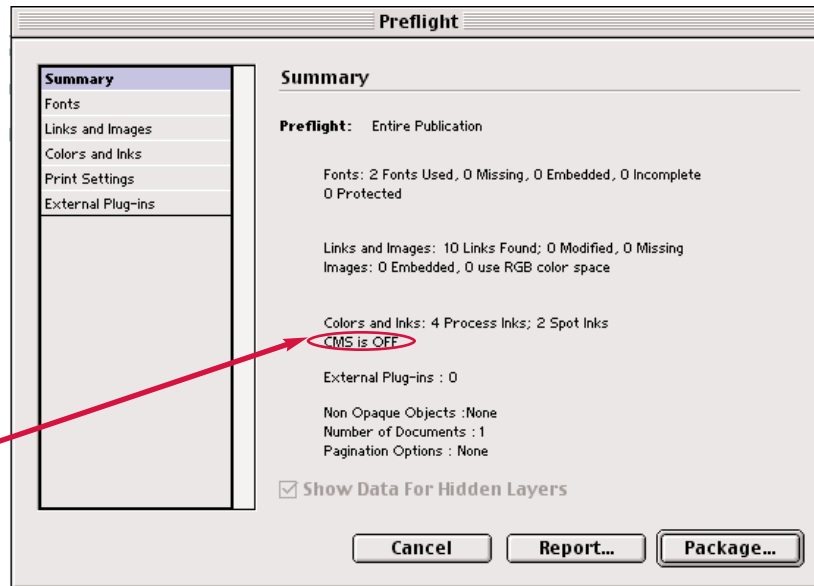 Preflight
Summary
Fonts
Links and Images
Colors and Inks
Print Settings
External Plug-ins
Summary
Preflight: Entire Publication
Fonts: 2 Fonts Used, 0 Missing, 0 Embedded, 0 Incomplete
0 Protected
Links and Images: 10 Links Found; 0 Modified, 0 Missing
Images: 0 Embedded, 0 use RGB color space
Colors and Inks: 4 Process Inks; 2 Spot Inks
CMS is OFF
External Plug-ins : 0
Non Opaque Objects :None
Number of Documents : 1
Pagination Options : None
Show Data For Hidden Layers
Cancel
Report...
Package...